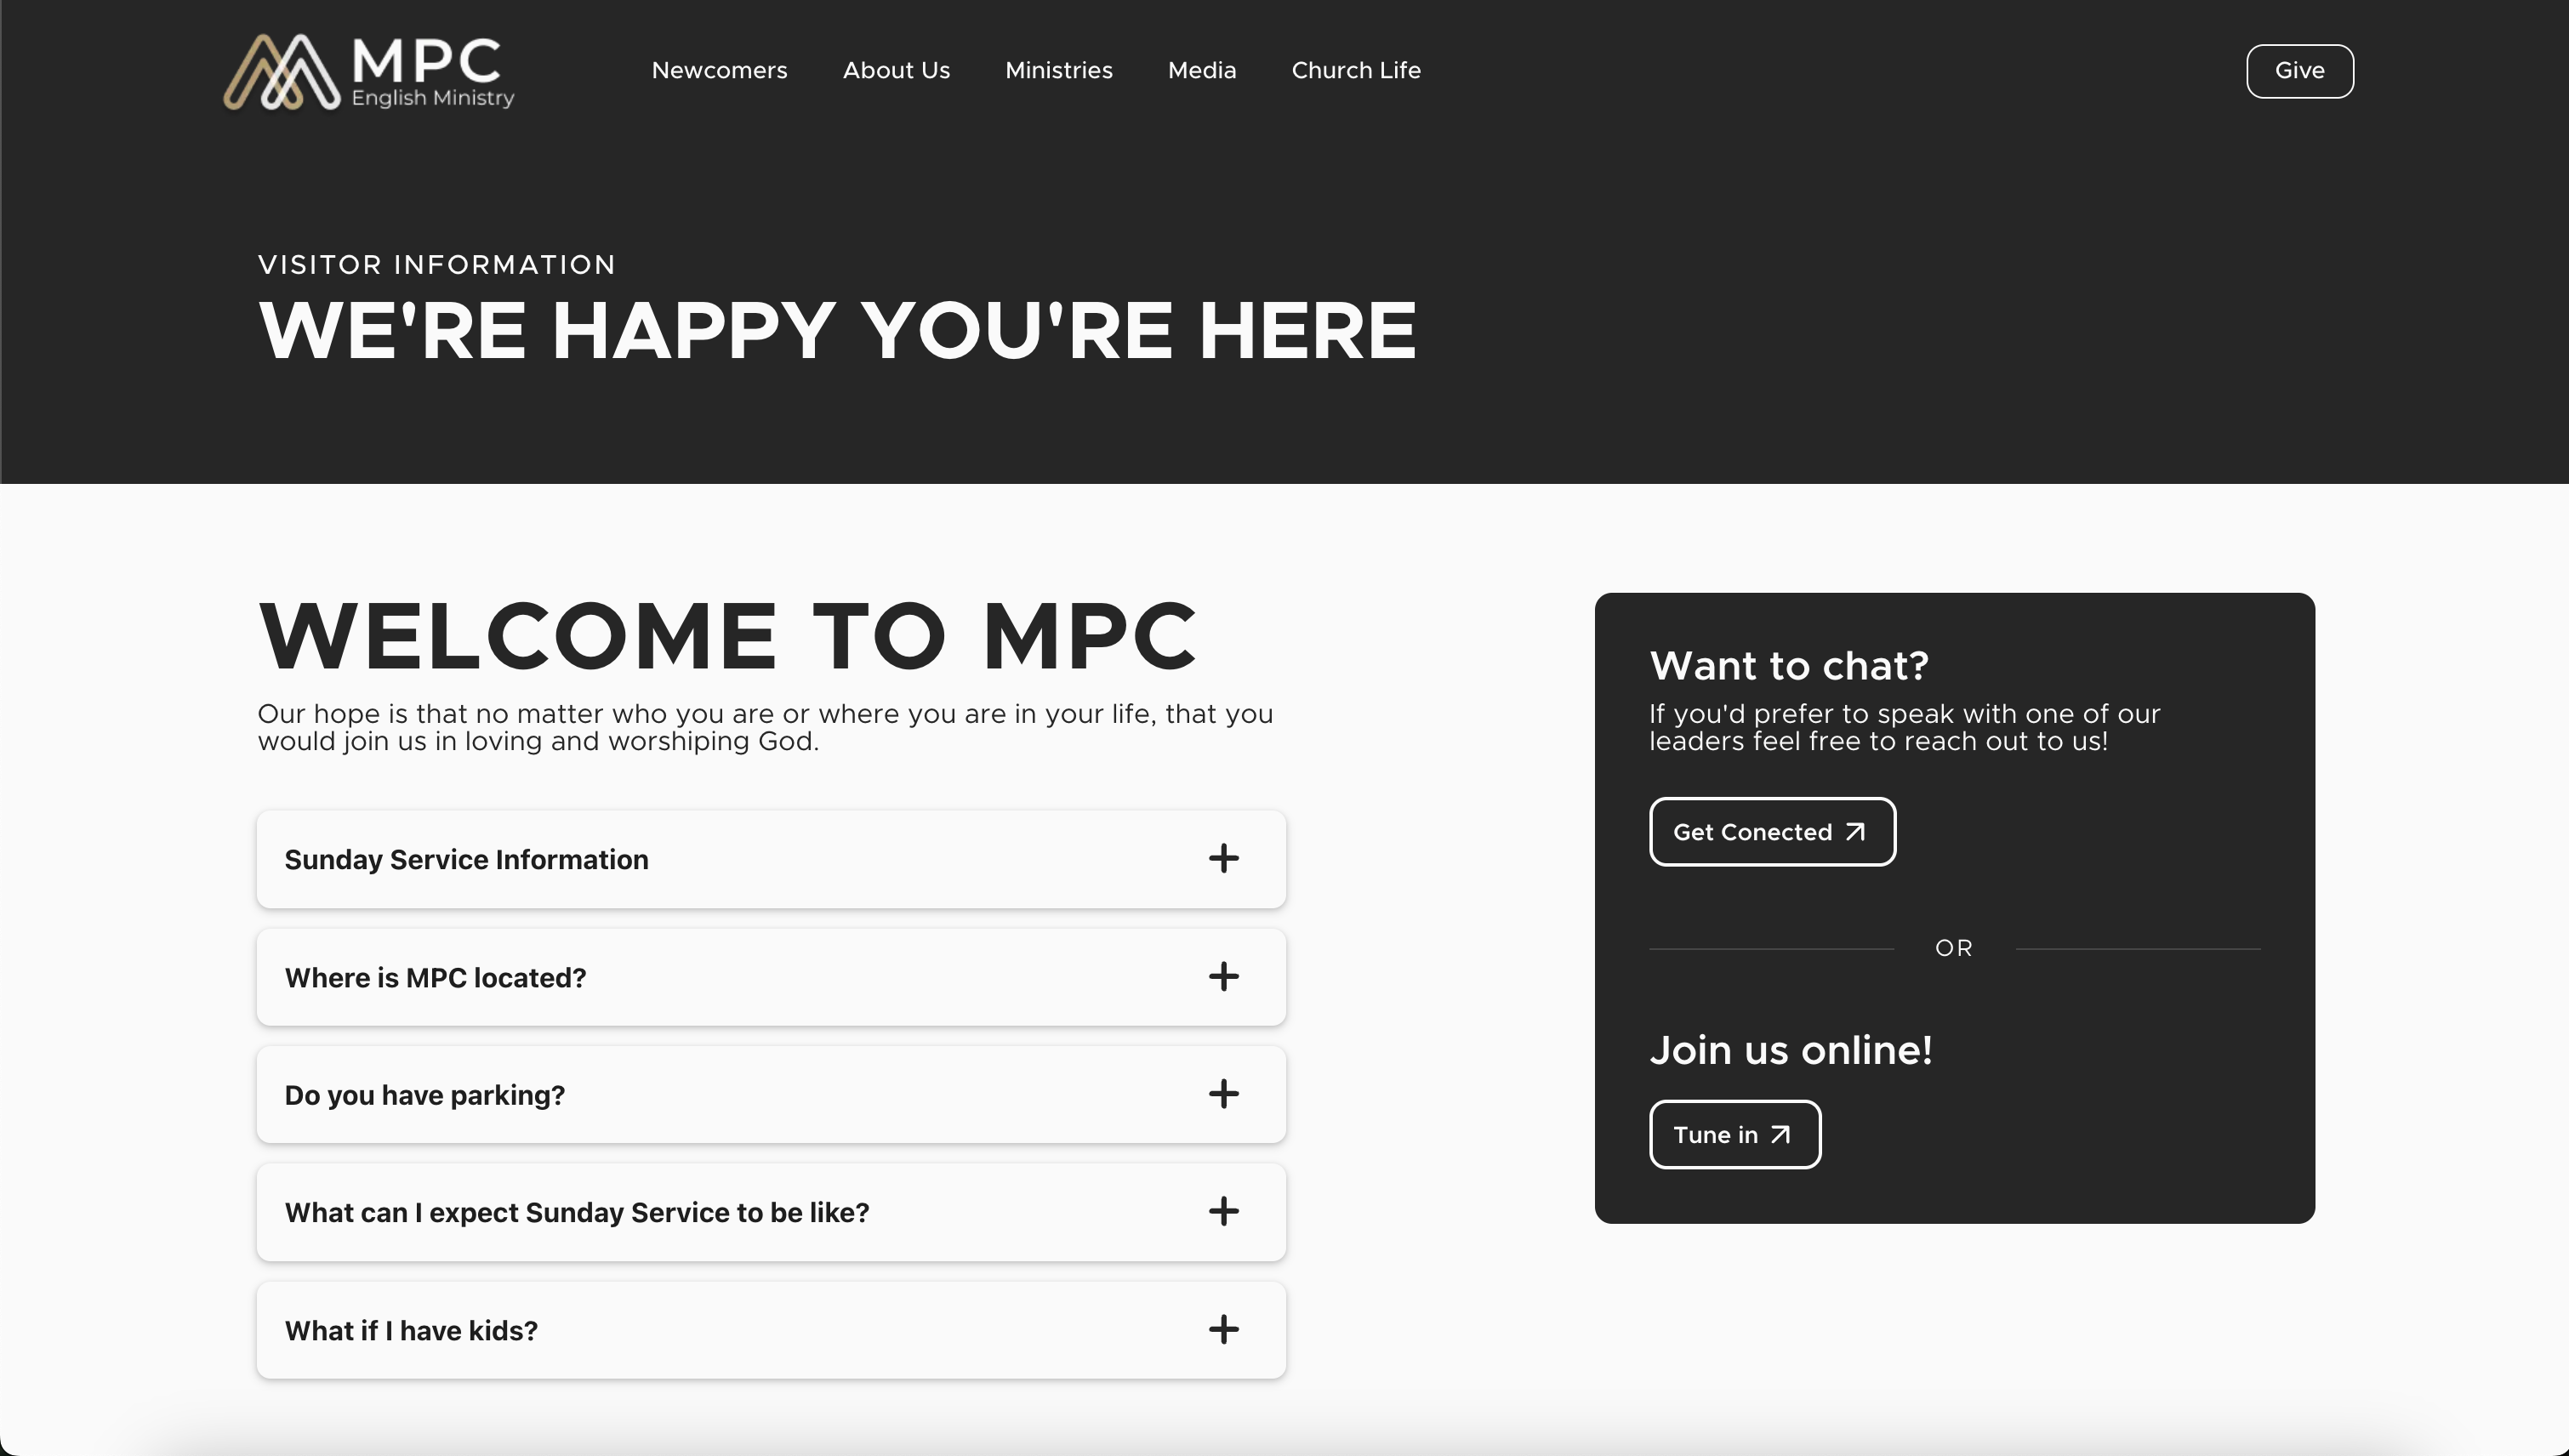 MPC
English Ministry
Newcomers
About Us
Ministries
Media
Church Life
Give
VISITOR INFORMATION
WE'RE HAPPY YOU'RE HERE
WELCOME TO MPC
Our hope is that no matter who you are or where you are in your life, that you
would join us in loving and worshiping God.
Sunday Service Information
Where is MPC located?
Do you have parking?
What can I expect Sunday Service to be like?
What if I have kids?
Want to chat?
If you'd prefer to speak with one of our
leaders feel free to reach out to us!
Get Conected
OR
Join us online!
Tune in